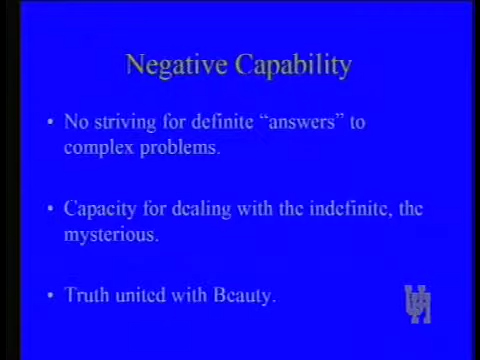 Negative Capability
• No striving for definite “answers” to
complex problems.
• Capacity for dealing with the indefinite, the
mysterious.
• Truth united with Beauty.
UH